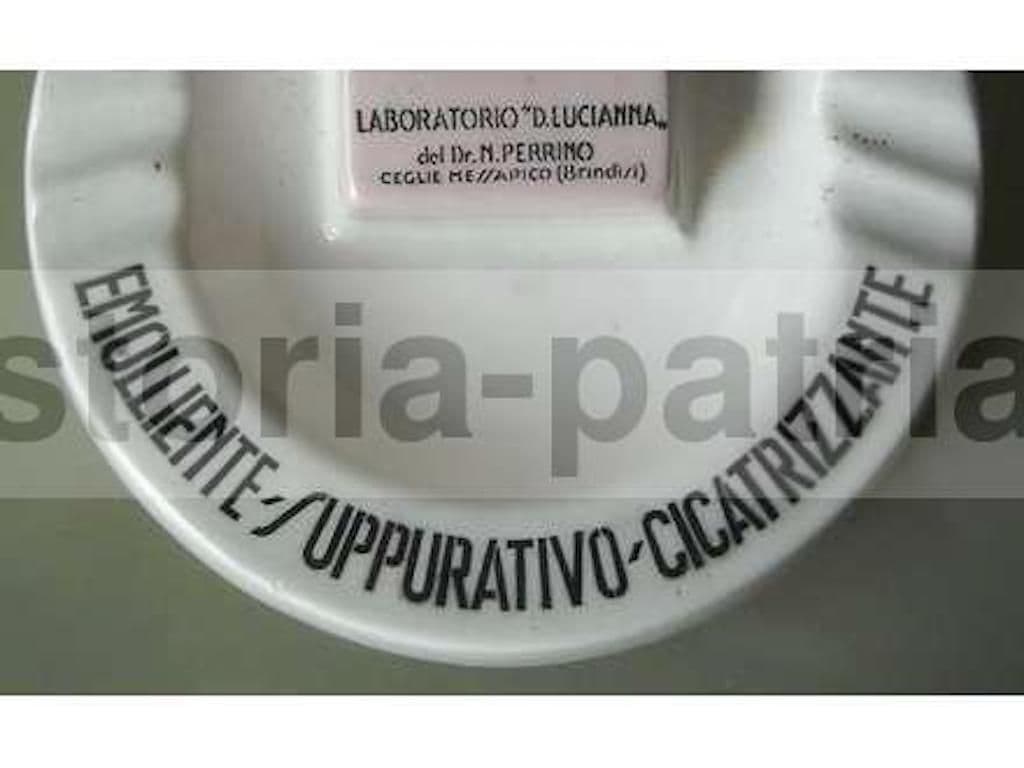 LABORATORIO "D. LUCIANNA„
del Dr. N. PERRINO
CEGLIE MESSAPICO (Brindisi)
EMOLLIENTE-SUPPURATIVO-CICATRIZZANTE
storia-patria